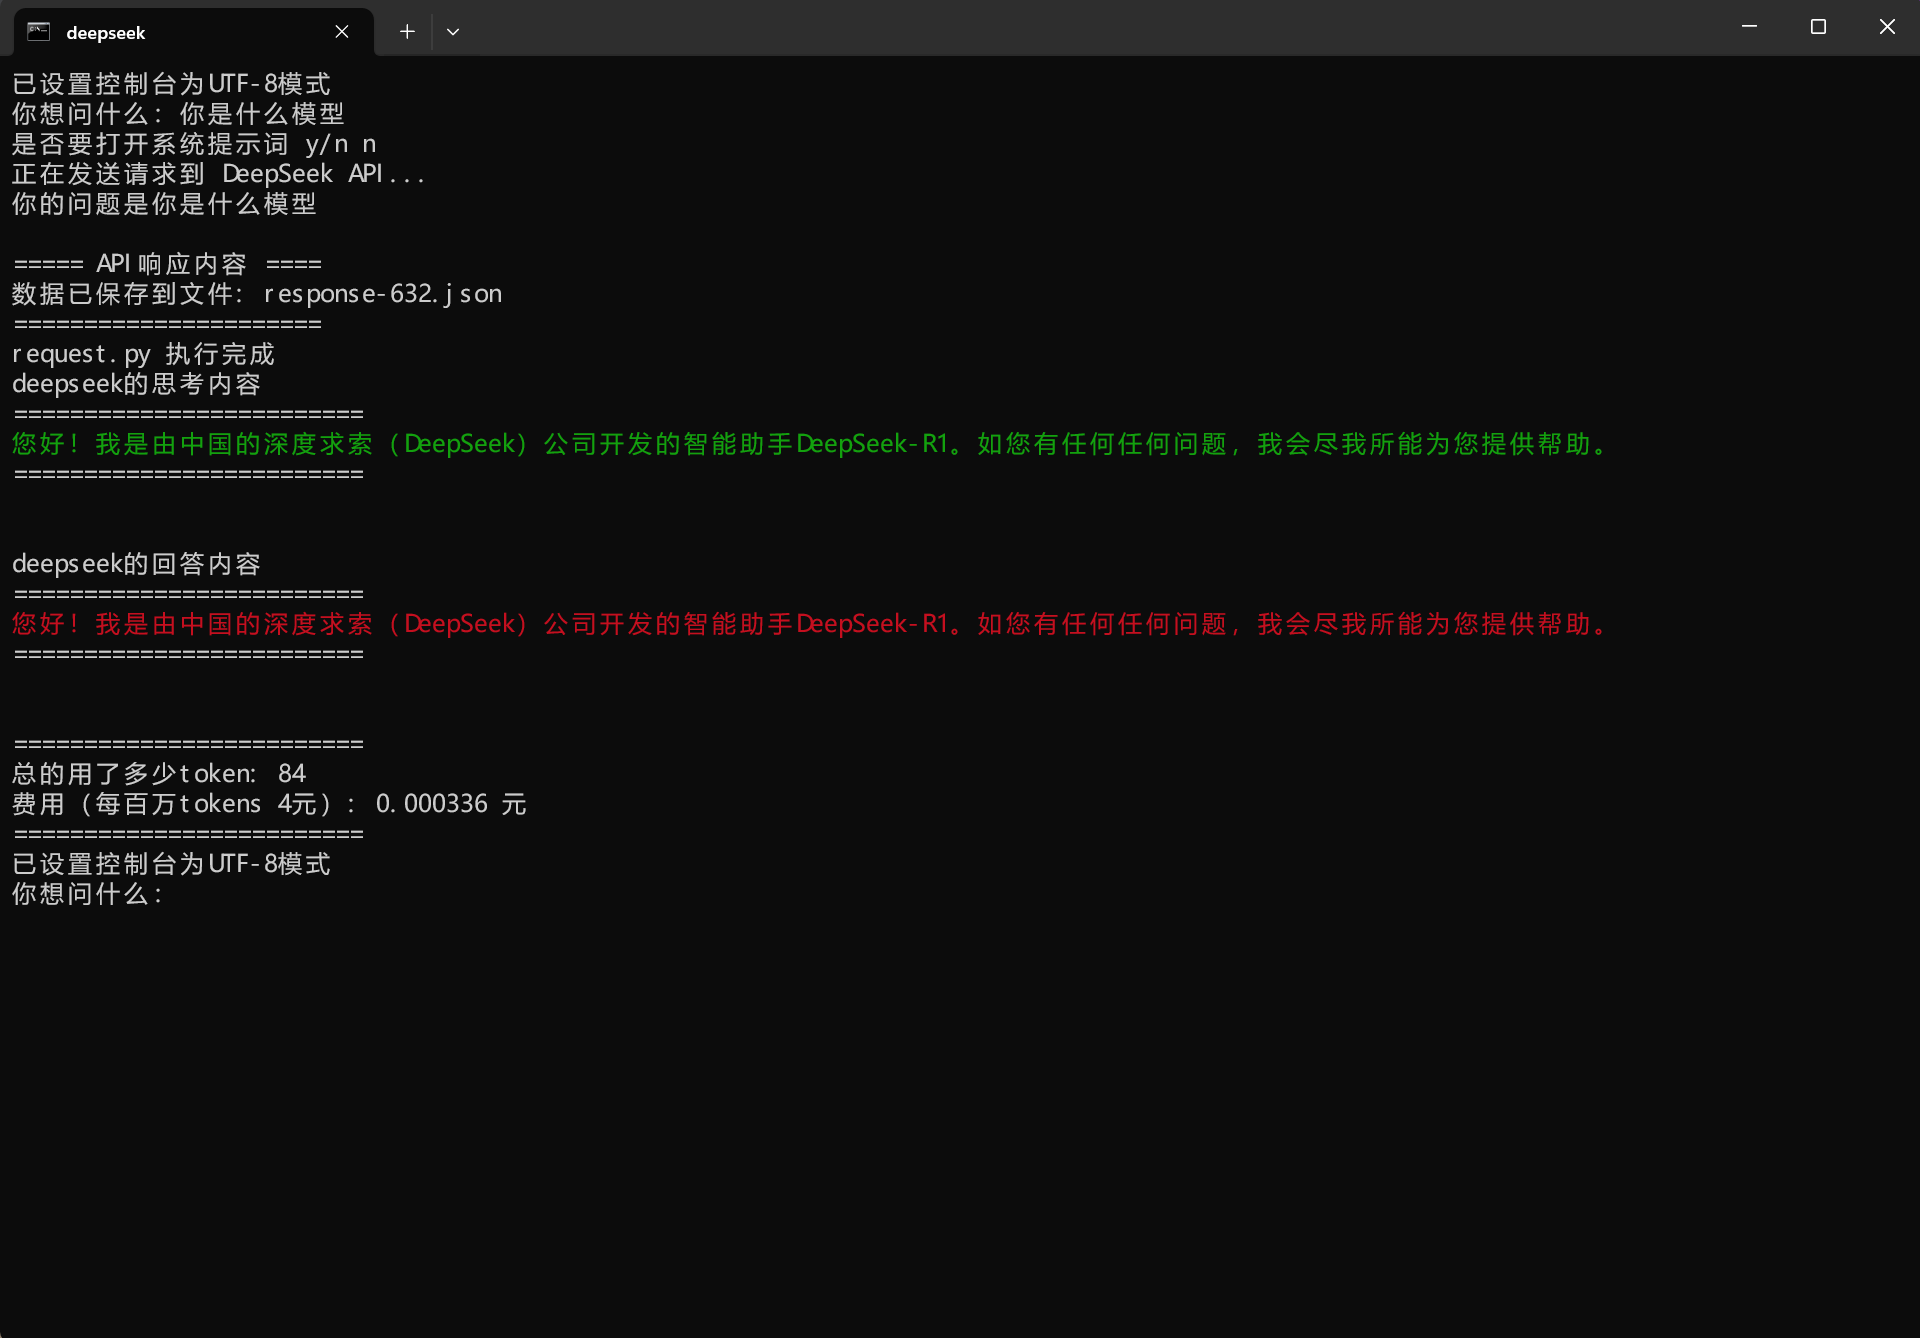 deepseek
已设置控制台为UTF-8模式
你想问什么：你是什么模型
是否要打开系统提示词 y/n n
正在发送请求到 DeepSeek API...
你的问题是你是什么模型
===== API响应内容 ====
数据已保存到文件: response-632.json
======================
request.py 执行完成
deepseek的思考内容
=========================
您好！我是由中国的深度求索（DeepSeek）公司开发的智能助手DeepSeek-R1。如您有任何任何问题，我会尽我所能为您提供帮助。
=========================
deepseek的回答内容
=========================
您好！我是由中国的深度求索（DeepSeek）公司开发的智能助手DeepSeek-R1。如您有任何任何问题，我会尽我所能为您提供帮助。
=========================
=========================
总的用了多少token: 84
费用（每百万tokens 4元）: 0.000336 元
=========================
已设置控制台为UTF-8模式
你想问什么：